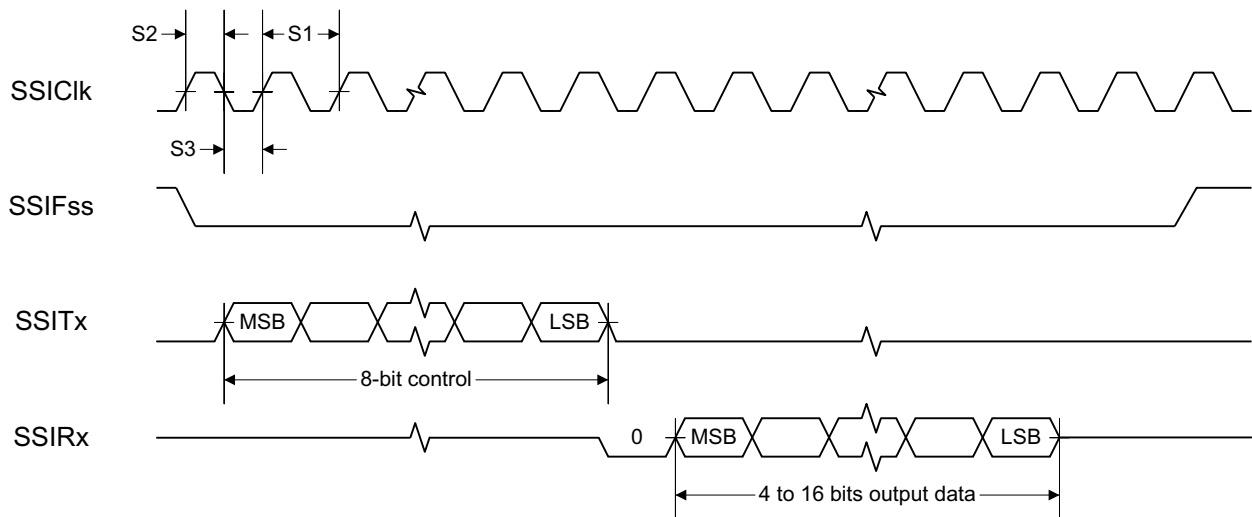 S2
S1
SSIClk
S3
SSIFss
SSITx
MSB
LSB
8-bit control
SSIRx
0
MSB
LSB
4 to 16 bits output data